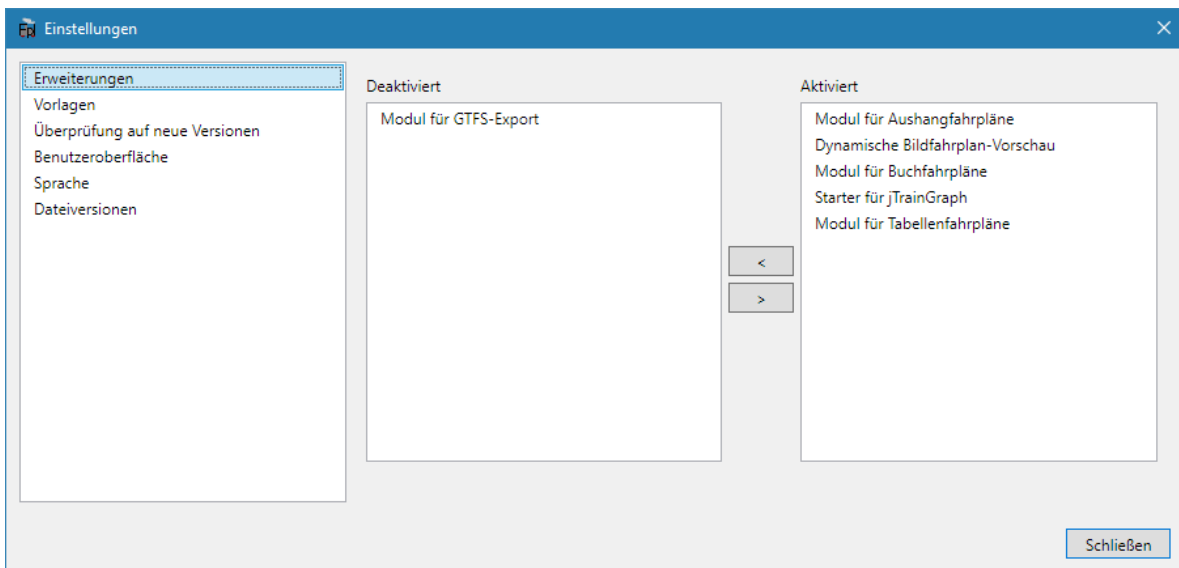 Einstellungen
Erweiterungen
Vorlagen
Überprüfung auf neue Versionen
Benutzeroberfläche
Sprache
Dateiversionen
Deaktiviert
Modul für GTFS-Export
<
>
Aktiviert
Modul für Aushangfahrpläne
Dynamische Bildfahrplan-Vorschau
Modul für Buchfahrpläne
Starter für jTrainGraph
Modul für Tabellenfahrpläne
Schließen